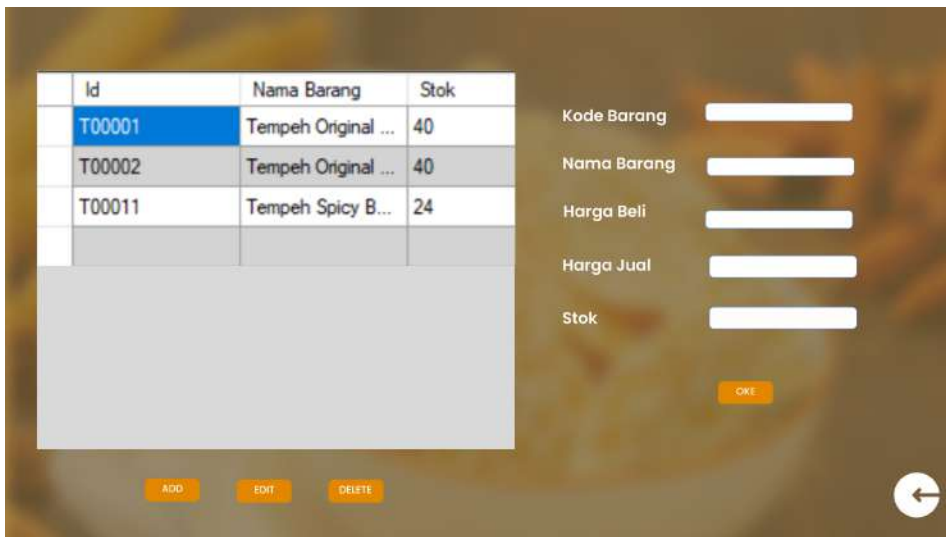 Id Nama Barang Stok
T00001 Tempeh Original ... 40
T00002 Tempeh Original ... 40
T00011 Tempeh Spicy B... 24
Kode Barang
Nama Barang
Harga Beli
Harga Jual
Stok
OKE
ADD EDIT DELETE